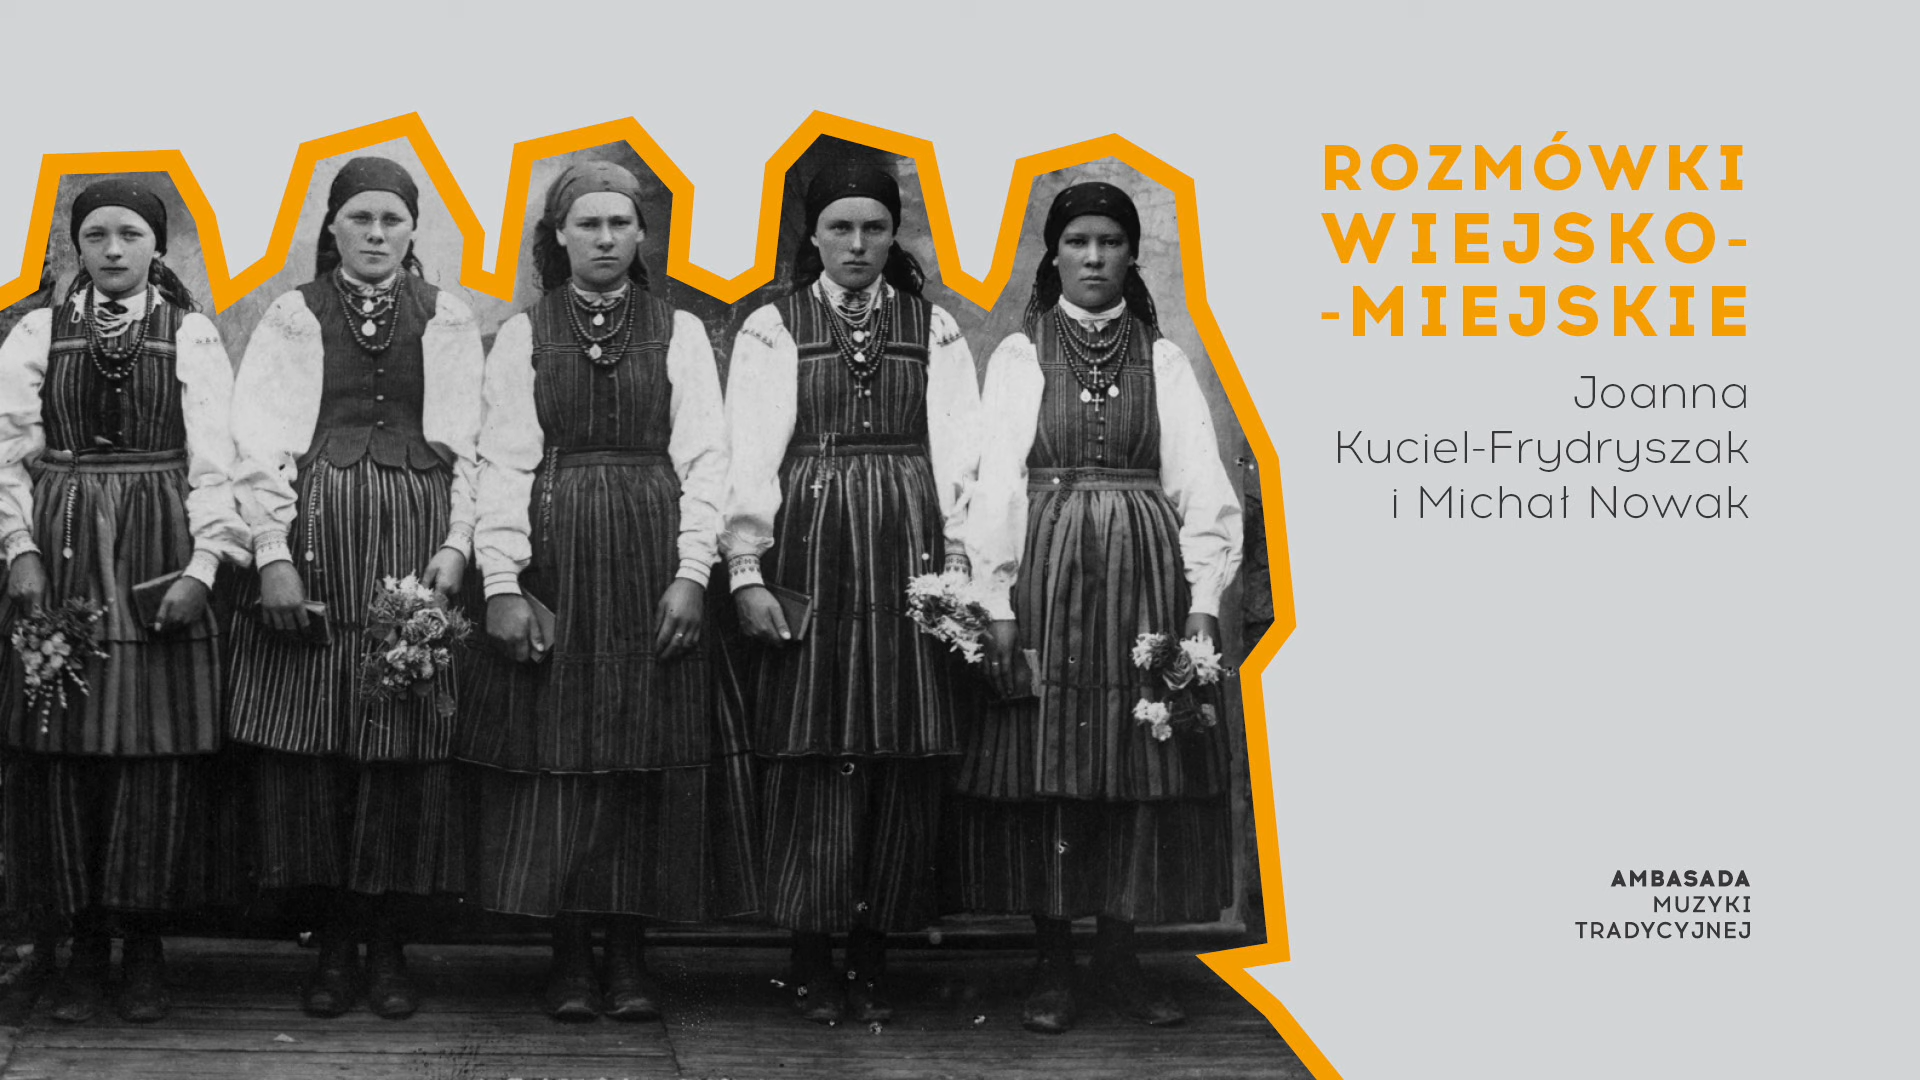 ROZMÓWKI
WIEJSKO-
-MIEJSKIE
Joanna
Kuciel-Frydryszak
i Michał Nowak
AMBASADA
MUZYKI
TRADYCYJNEJ